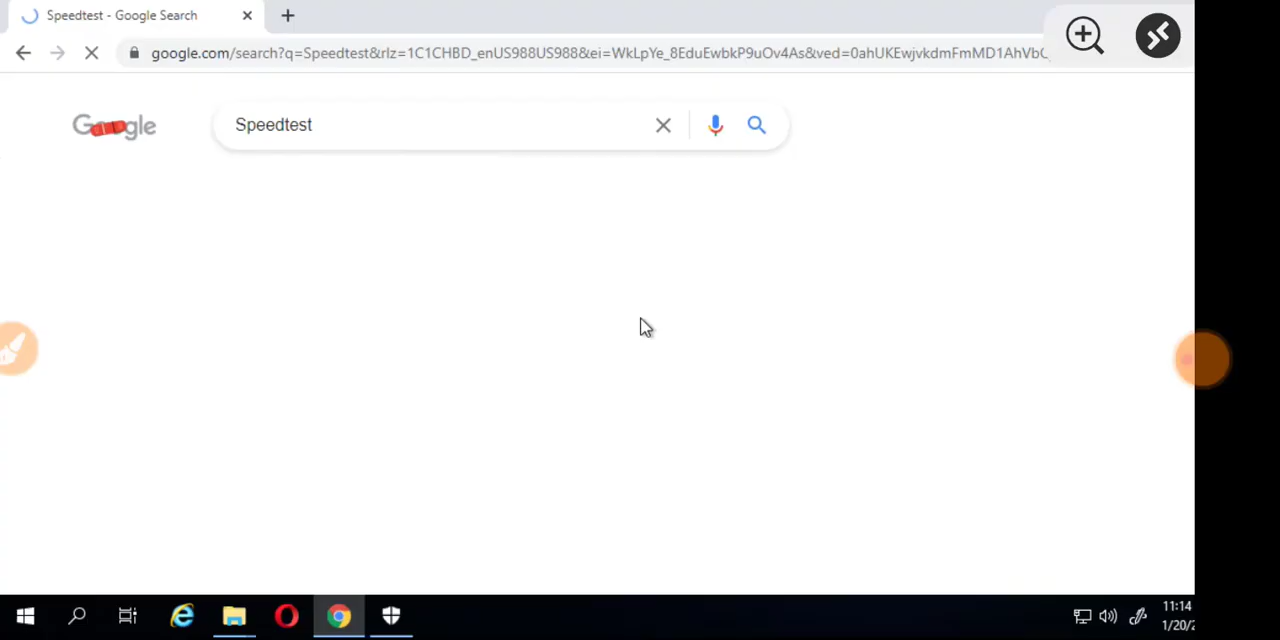 Speedtest - Google Search
google.com/search?q=Speedtest&rlz=1C1CHBD_enUS988US988&ei=WkLpYe_8EduEwbkP9uOv4As&ved=0ahUKEwjvkdmFmMD1AhVbC
Google
Speedtest
11:14
1/20/2